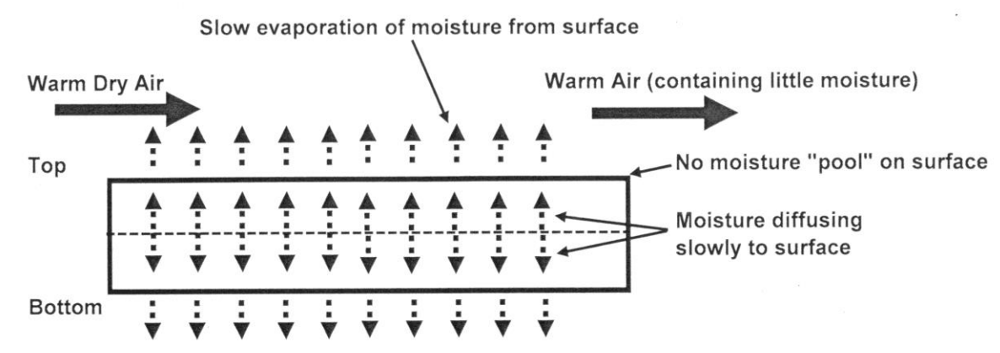 Slow evaporation of moisture from surface
Warm Dry Air
Warm Air (containing little moisture)
Top
No moisture "pool" on surface
Moisture diffusing
slowly to surface
Bottom